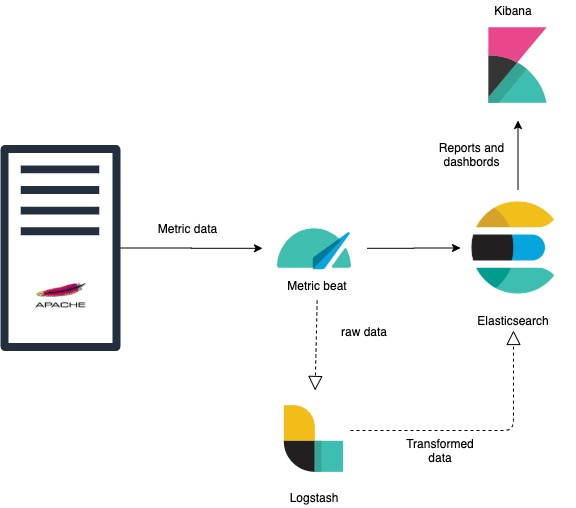 Kibana
Reports and
dashbords
Metric data
APACHE
Metric beat
Elasticsearch
raw data
Transformed
data
Logstash